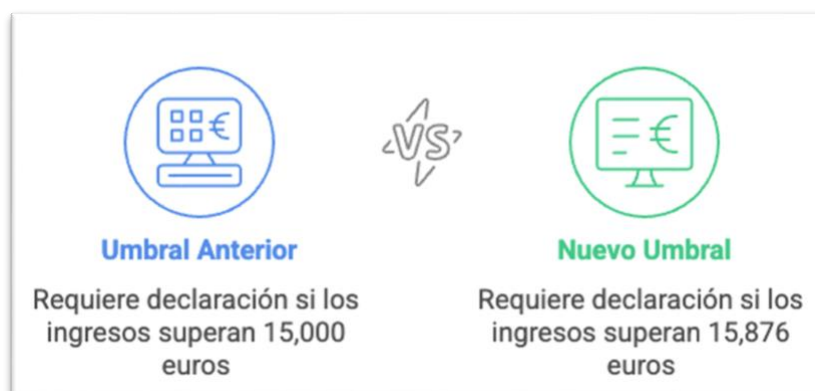 VS
Umbral Anterior
Requiere declaración si los
ingresos superan 15,000
euros
Nuevo Umbral
Requiere declaración si los
ingresos superan 15,876
euros